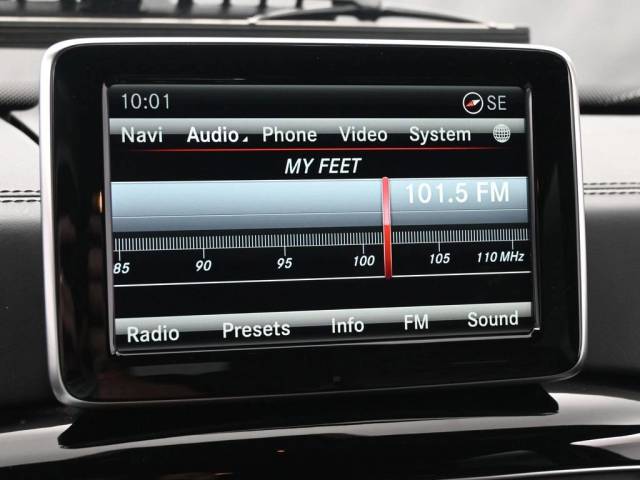 10:01 SE
Navi Audio Phone Video System
MY FEET
101.5 FM
85 90 95 100 105 110 MHz
Radio Presets Info FM Sound